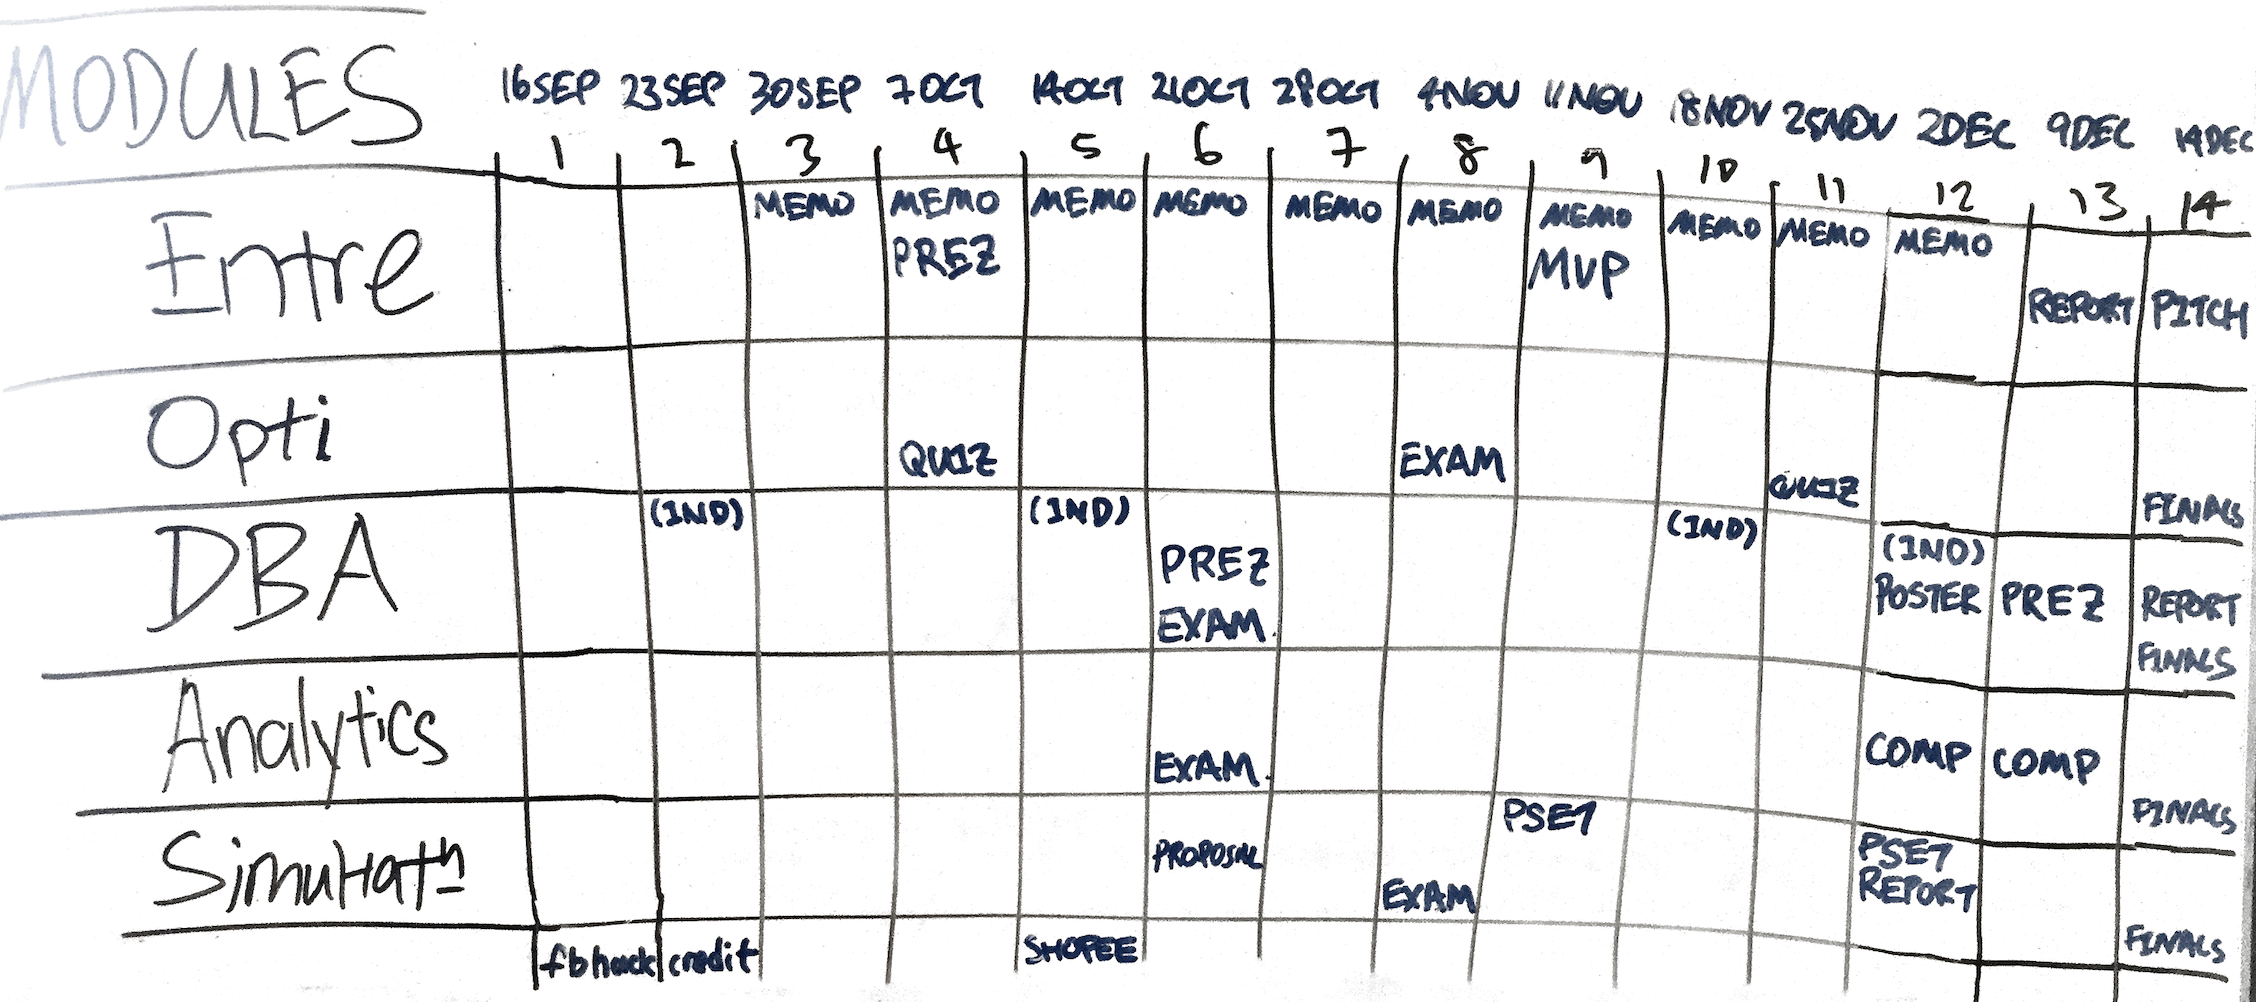 MODULES
16SEP 23SEP 30SEP 7OCT 14OCT 21OCT 28OCT 4NOV 11NOV 18NOV 25NOV 2DEC 9DEC 14DEC
1 2 3 4 5 6 7 8 9 10 11 12 13 14
MEMO MEMO MEMO MEMO MEMO MEMO MEMO MEMO MEMO MEMO
Entre PREZ MVP REPORT PITCH
Opti QUIZ EXAM QUIZ FINALS
(IND) (IND) (IND) (IND)
DBA PREZ POSTER PREZ REPORT
EXAM. FINALS
Analytics EXAM. COMP COMP FINALS
PSET PSET
PROPOSAL REPORT
EXAM FINALS
fbhack credit SHOPEE